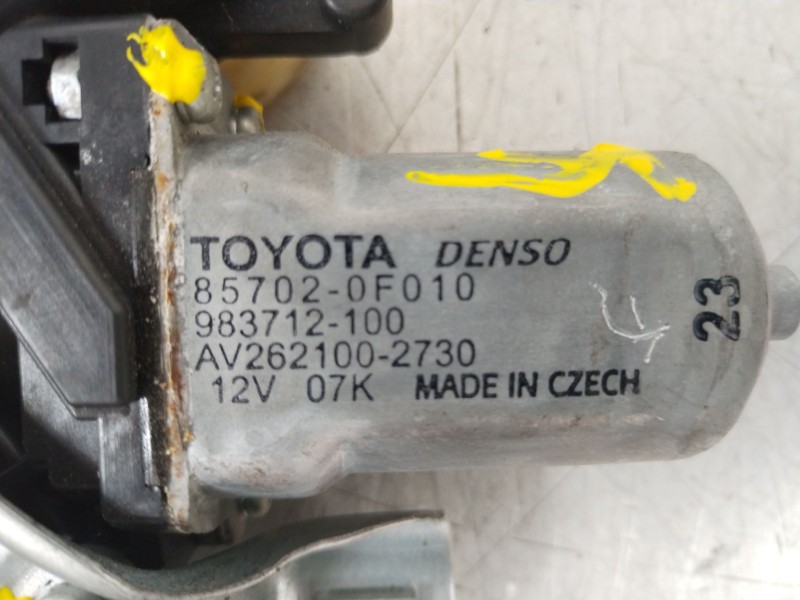 TOYOTA DENSO
85702-0F010
983712-100
AV262100-2730
12V 07K MADE IN CZECH
23